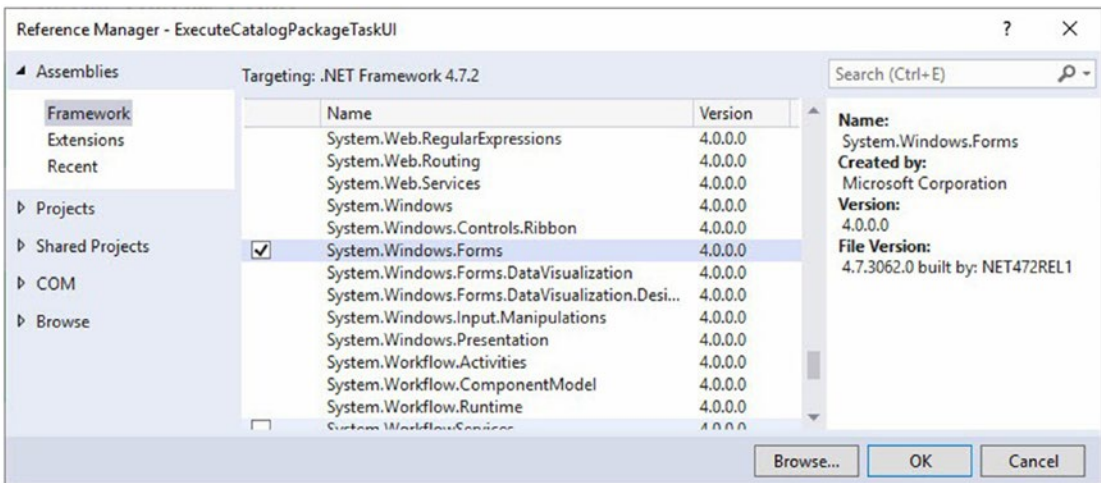 Reference Manager - ExecuteCatalogPackageTaskUI
? ×
Assemblies
Framework
Extensions
Recent
Projects
Shared Projects
COM
Browse
Targeting: .NET Framework 4.7.2
Search (Ctrl+E)
Name Version
System.Web.RegularExpressions 4.0.0.0
System.Web.Routing 4.0.0.0
System.Web.Services 4.0.0.0
System.Windows 4.0.0.0
System.Windows.Controls.Ribbon 4.0.0.0
System.Windows.Forms 4.0.0.0
System.Windows.Forms.DataVisualization 4.0.0.0
System.Windows.Forms.DataVisualization.Desi... 4.0.0.0
System.Windows.Input.Manipulations 4.0.0.0
System.Windows.Presentation 4.0.0.0
System.Workflow.Activities 4.0.0.0
System.Workflow.ComponentModel 4.0.0.0
System.Workflow.Runtime 4.0.0.0
System.WorkflowServices 4.0.0.0
Name:
System.Windows.Forms
Created by:
Microsoft Corporation
Version:
4.0.0.0
File Version:
4.7.3062.0 built by: NET472REL1
Browse... OK Cancel